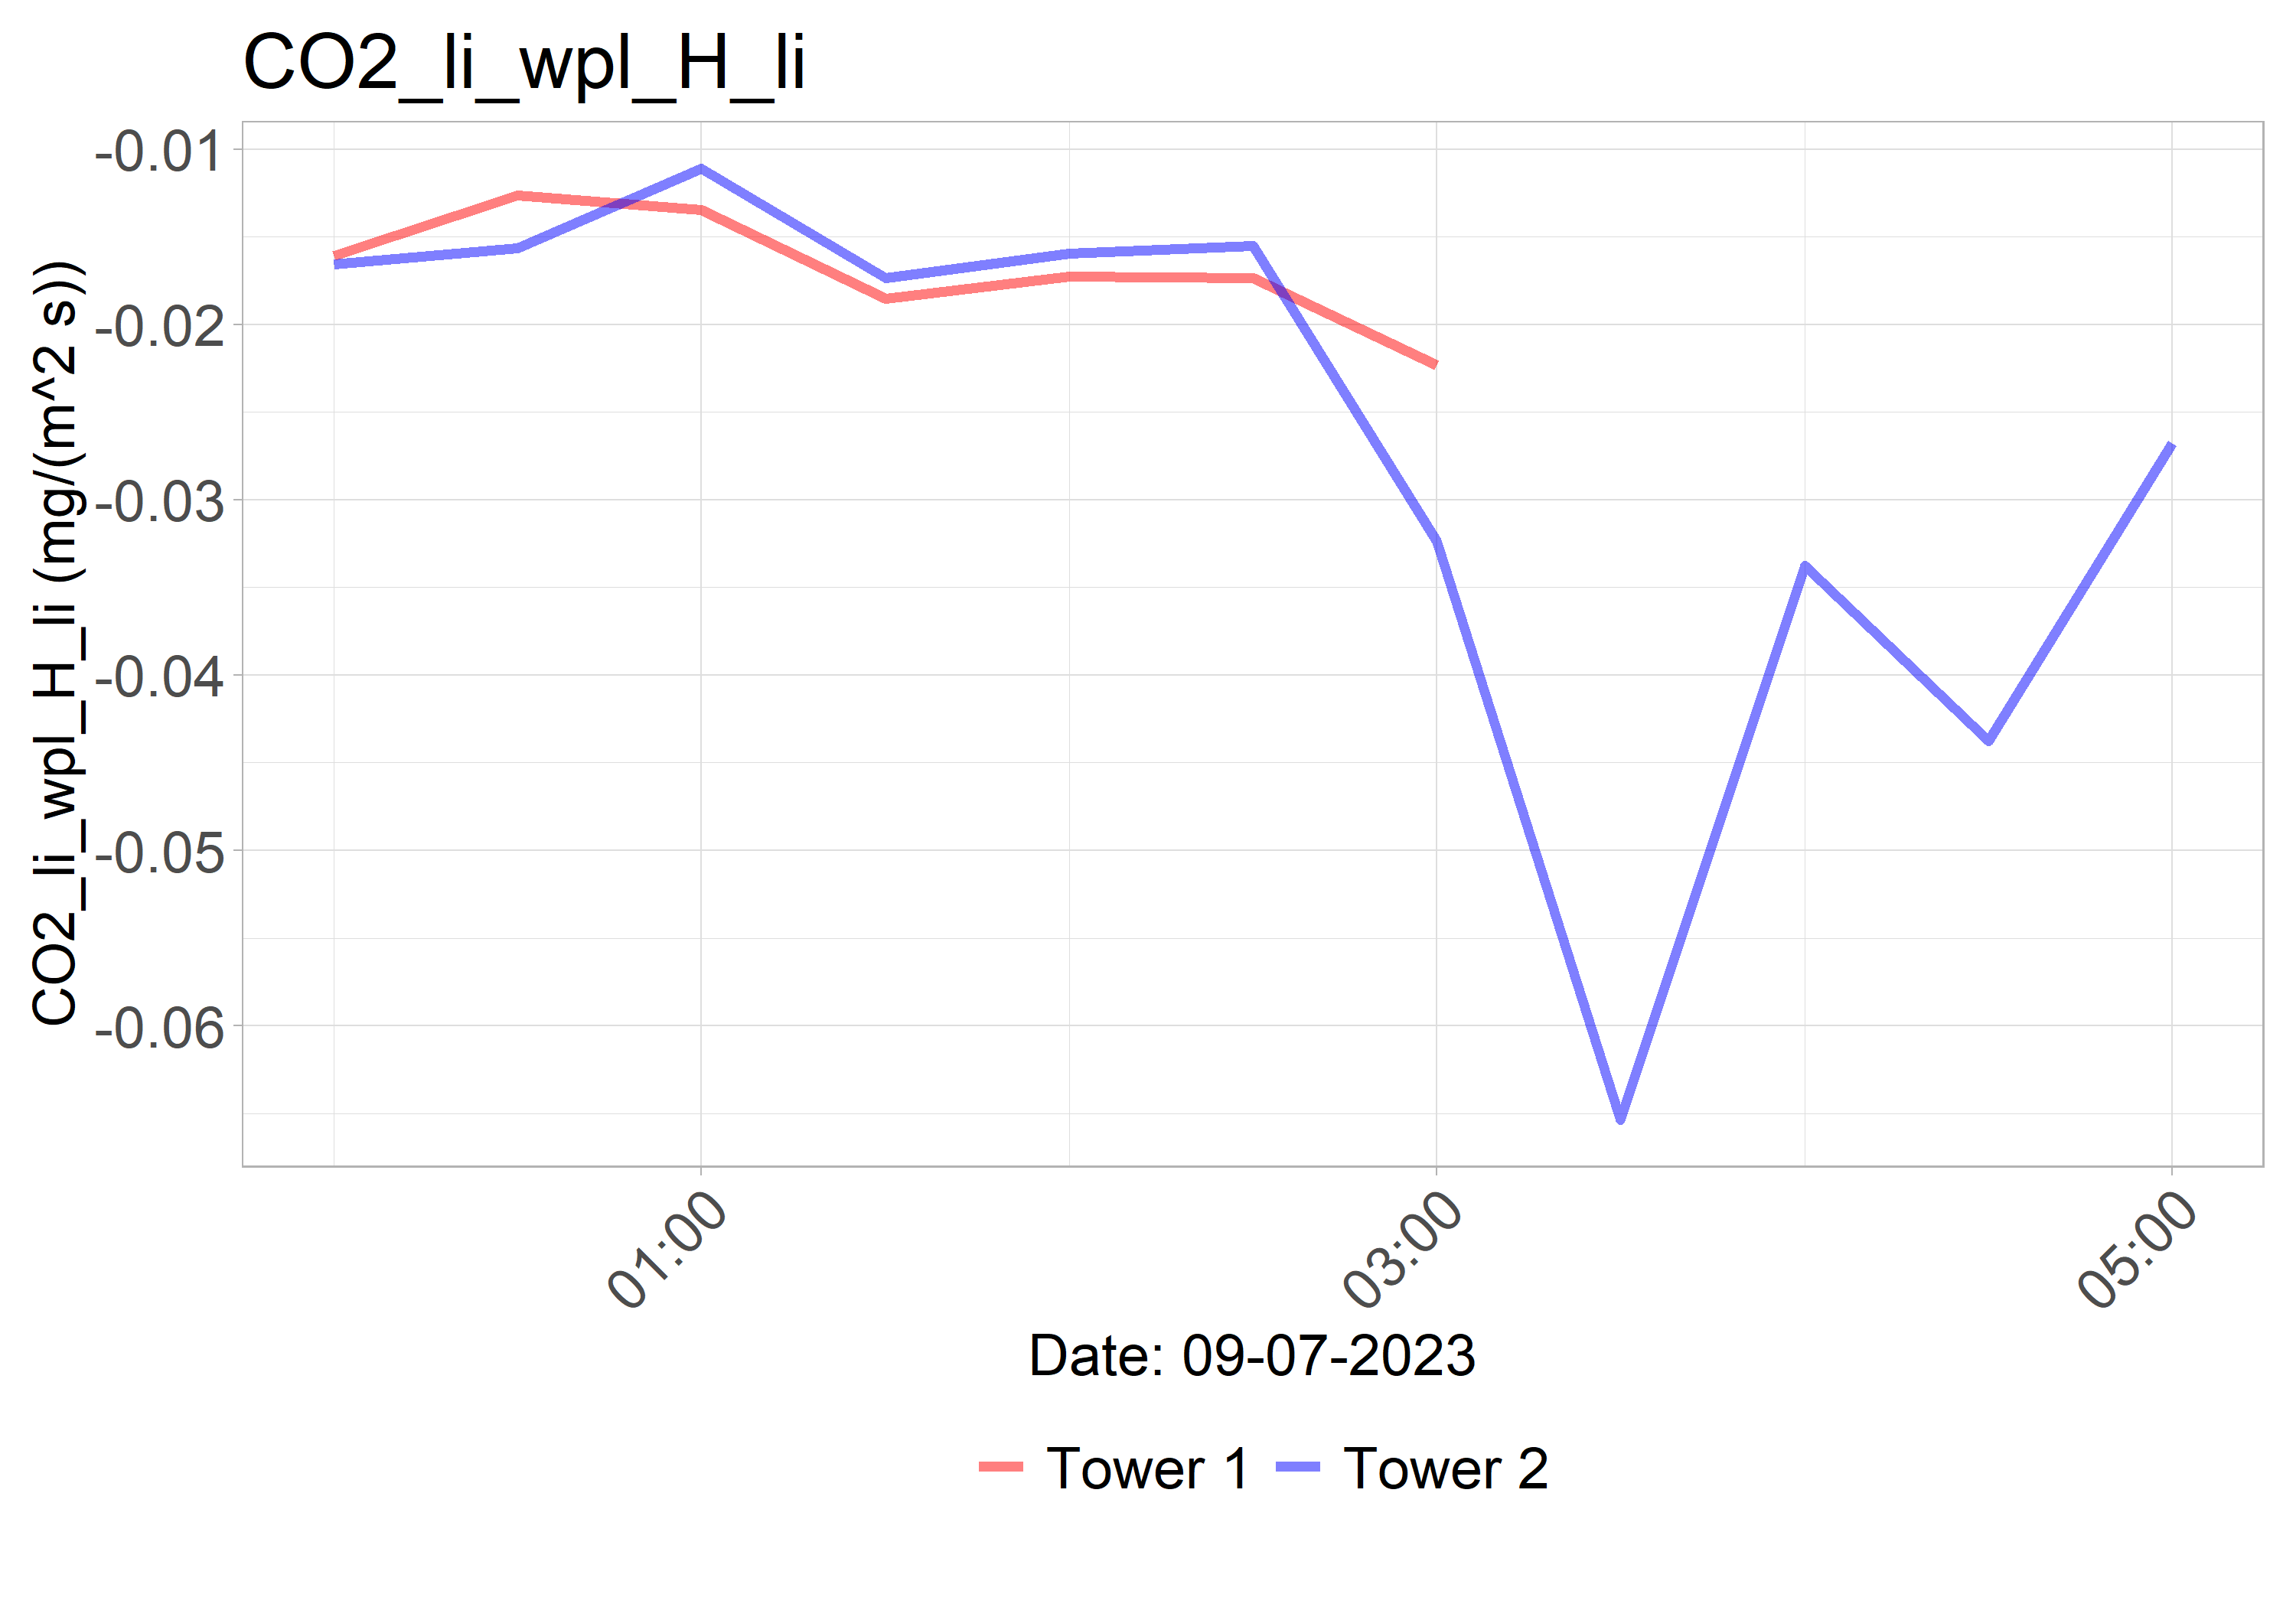 CO2_li_wpl_H_li
CO2_li_wpl_H_li (mg/(m^2 s))
-0.01
-0.02
-0.03
-0.04
-0.05
-0.06
01:00
03:00
05:00
Date: 09-07-2023
Tower 1
Tower 2